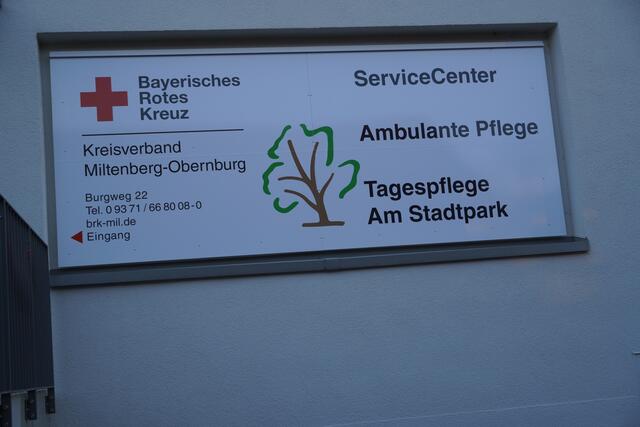 Bayerisches
Rotes
Kreuz
Kreisverband
Miltenberg-Obernburg
Burgweg 22
Tel. 0 93 71 / 66 80 08-0
brk-mil.de
Eingang
ServiceCenter
Ambulante Pflege
Tagespflege
Am Stadtpark